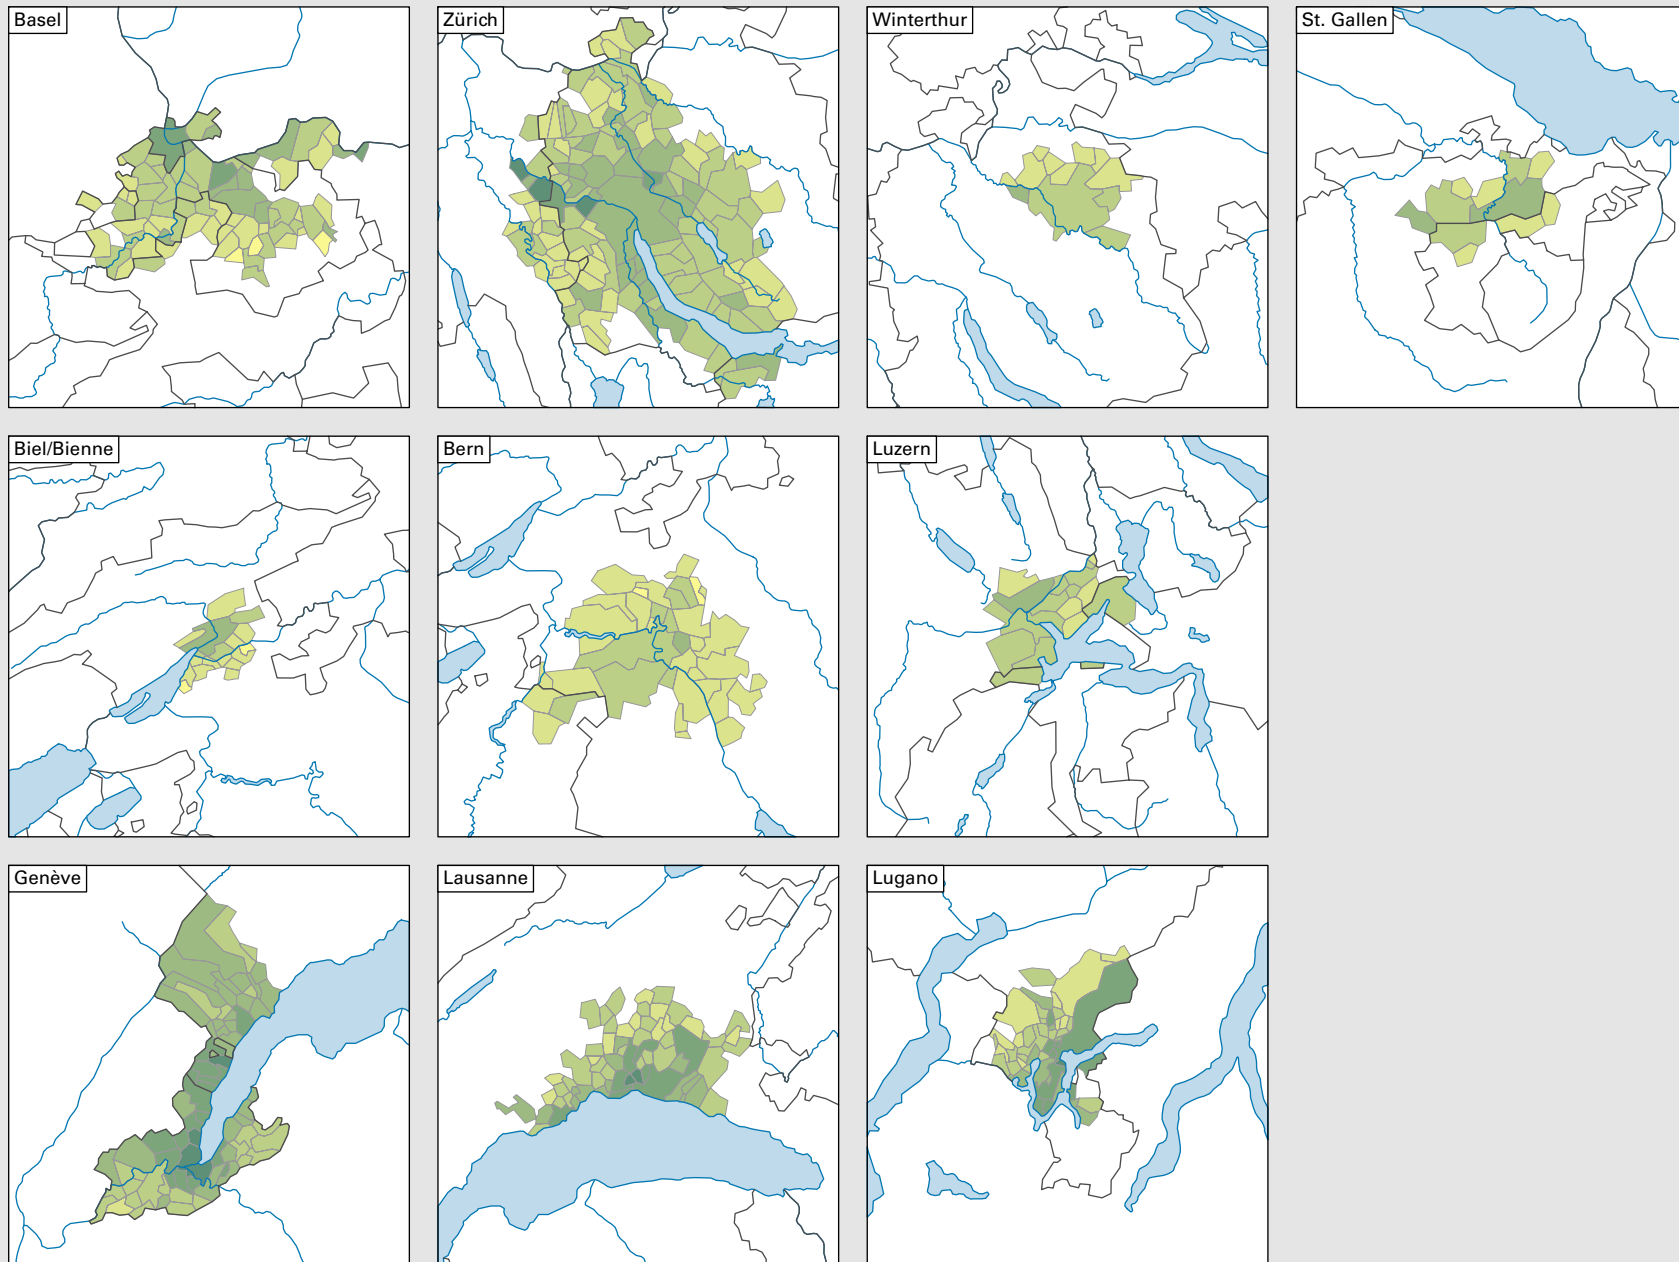 Basel
Zürich
Winterthur
St. Gallen
Biel/Bienne
Bern
Luzern
Genève
Lausanne
Lugano